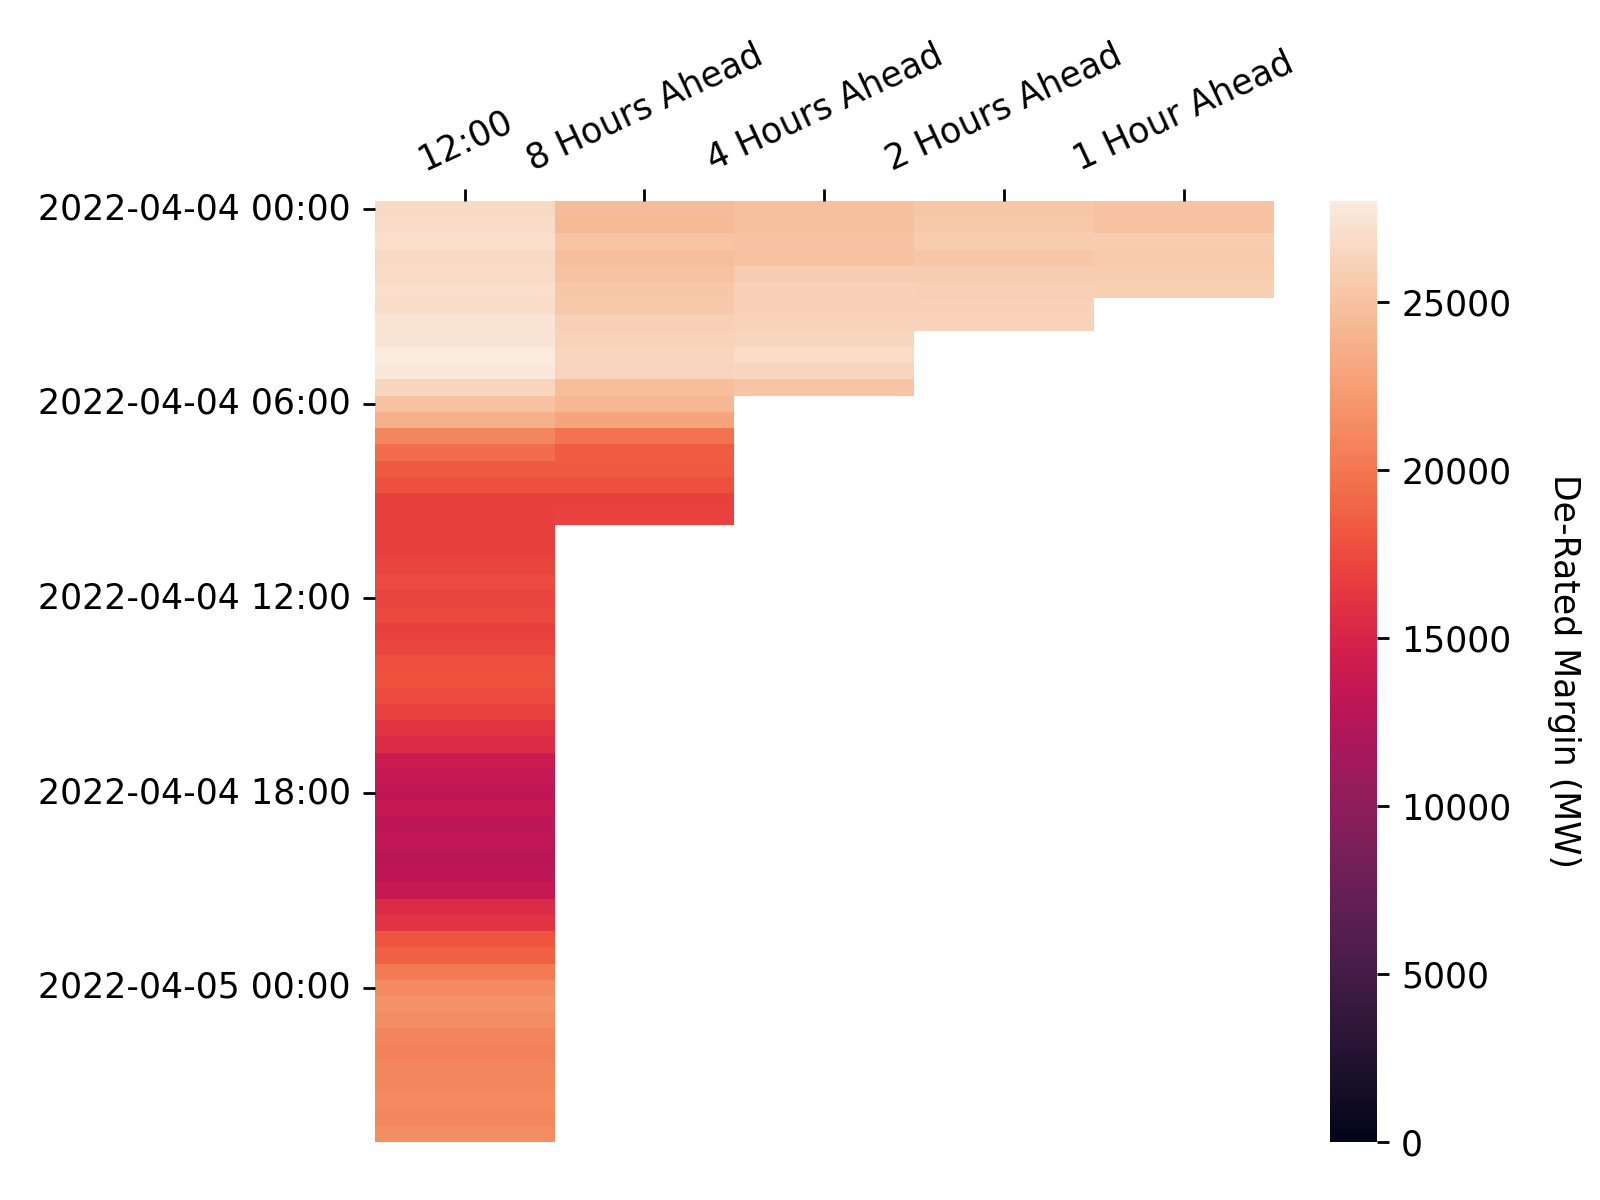 12:00
8 Hours Ahead
4 Hours Ahead
2 Hours Ahead
1 Hour Ahead
2022-04-04 00:00
2022-04-04 06:00
2022-04-04 12:00
2022-04-04 18:00
2022-04-05 00:00
25000
20000
15000
10000
5000
0
De-Rated Margin (MW)